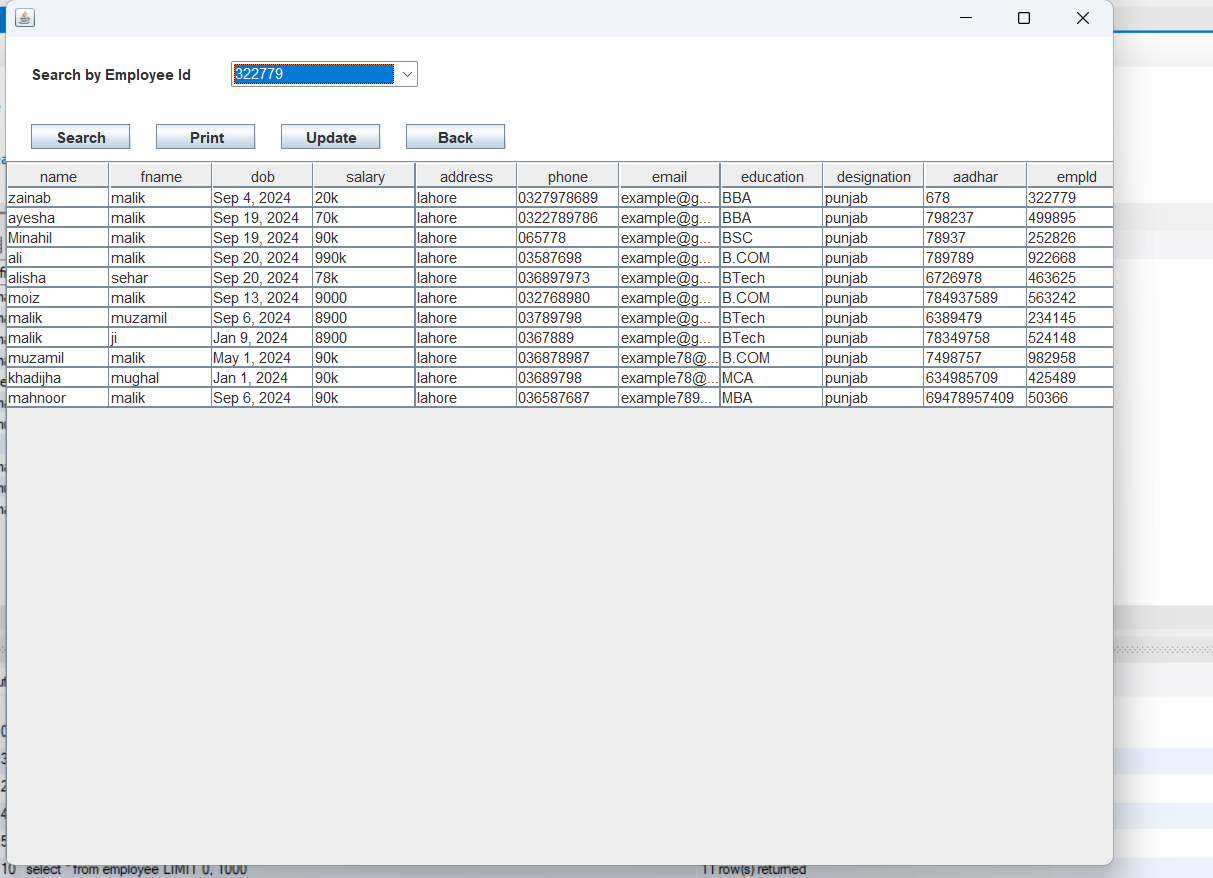 Search by Employee Id 322779
Search Print Update Back
name fname dob salary address phone email education designation aadhar empId
zainab malik Sep 4, 2024 20k lahore 0327978689 example@g... BBA punjab 678 322779
ayesha malik Sep 19, 2024 70k lahore 0322789786 example@g... BBA punjab 798237 499895
Minahil malik Sep 19, 2024 90k lahore 065778 example@g... BSC punjab 78937 252826
ali malik Sep 20, 2024 990k lahore 03587698 example@g... B.COM punjab 789789 922668
alisha sehar Sep 20, 2024 78k lahore 036897973 example@g... BTech punjab 6726978 463625
moiz malik Sep 13, 2024 9000 lahore 032768980 example@g... B.COM punjab 784937589 563242
malik muzamil Sep 6, 2024 8900 lahore 03789798 example@g... BTech punjab 6389479 234145
malik ji Jan 9, 2024 8900 lahore 0367889 example@g... BTech punjab 78349758 524148
muzamil malik May 1, 2024 90k lahore 036878987 example78@... B.COM punjab 7498757 982958
khadijha mughal Jan 1, 2024 90k lahore 03689798 example78@... MCA punjab 634985709 425489
mahnoor malik Sep 6, 2024 90k lahore 036587687 example789... MBA punjab 69478957409 50366
10 select * from employee LIMIT 0, 1000 11 row(s) returned